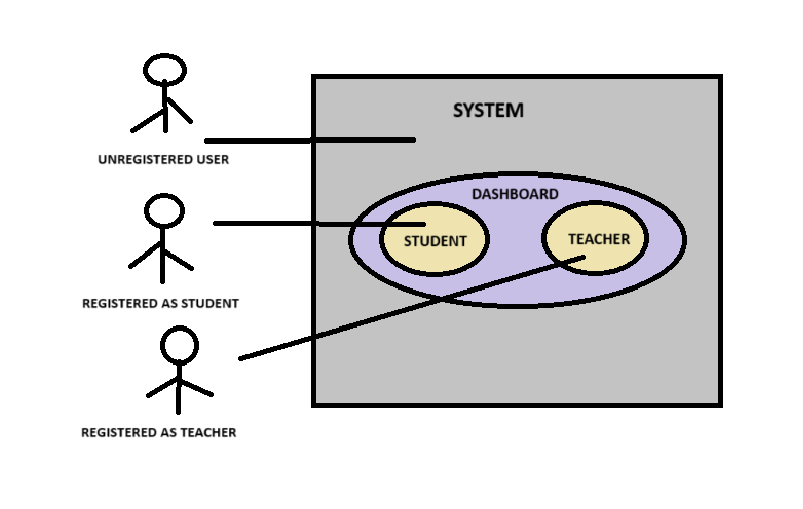 SYSTEM
UNREGISTERED USER
DASHBOARD
STUDENT
TEACHER
REGISTERED AS STUDENT
REGISTERED AS TEACHER